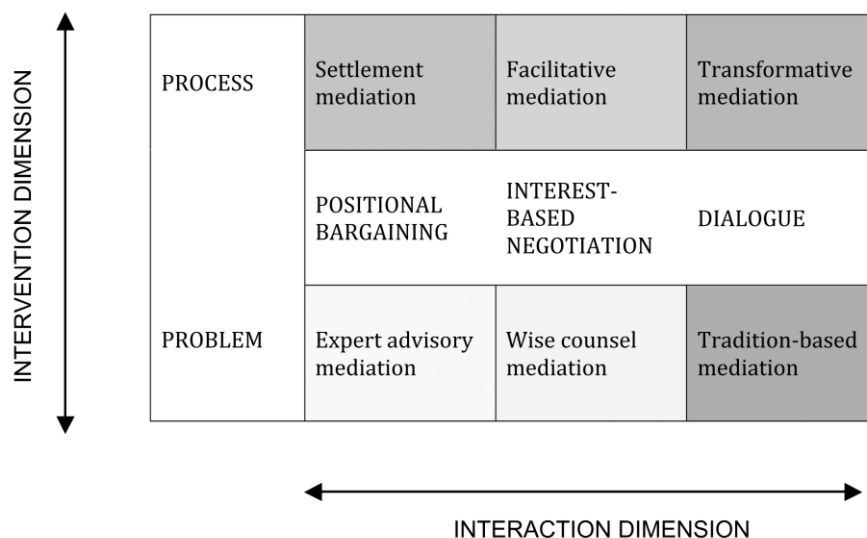 INTERVENTION DIMENSION
PROCESS
Settlement
mediation
Facilitative
mediation
Transformative
mediation
POSITIONAL
BARGAINING
INTEREST-
BASED
NEGOTIATION
DIALOGUE
PROBLEM
Expert advisory
mediation
Wise counsel
mediation
Tradition-based
mediation
INTERACTION DIMENSION